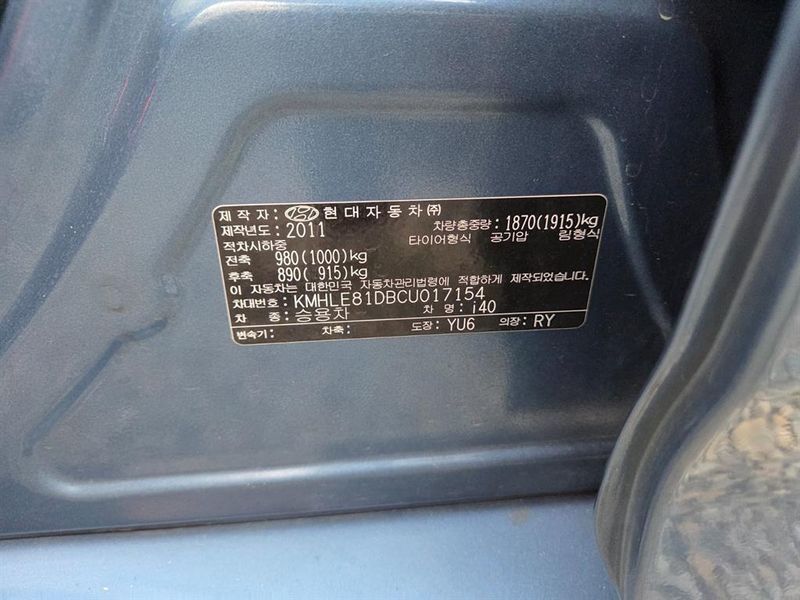 제 작 자: 현대자동차㈜
제작년도: 2011 차량총중량: 1870(1915)kg
적차시하중 타이어형식 공기압 림형식
전축 980(1000)kg
후축 890( 915)kg
이 자동차는 대한민국 자동차관리법령에 적합하게 제작되었습니다.
차대번호: KMHLE81DBCU017154
차 종: 승용차 차 명: i40
변속기: 차축: 도장: YU6 의장: RY